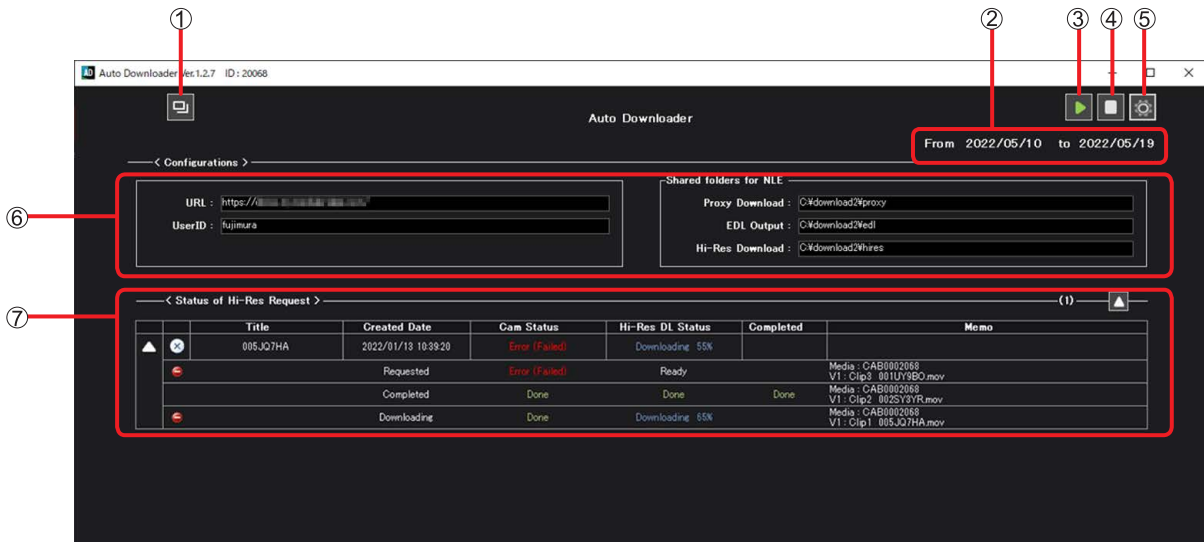 ① ② ③ ④ ⑤
Auto Downloader Ver.1.2.7 ID : 20068
Auto Downloader
From 2022/05/10 to 2022/05/19
< Configurations >
⑥
URL : https://
UserID : fujimura
Shared folders for NLE
Proxy Download : C:¥download2¥proxy
EDL Output : C:¥download2¥edl
Hi-Res Download : C:¥download2¥hires
⑦
< Status of Hi-Res Request > (1)
Title Created Date Cam Status Hi-Res DL Status Completed Memo
005JQ7HA 2022/01/13 10:39:20 Error (Failed) Downloading 55%
Requested Error (Failed) Ready Media : CAB0002068
V1 : Clip3 001UY9BO.mov
Completed Done Done Done Media : CAB0002068
V1 : Clip2 002SY3YR.mov
Downloading Done Downloading 65% Media : CAB0002068
V1 : Clip1 005JQ7HA.mov